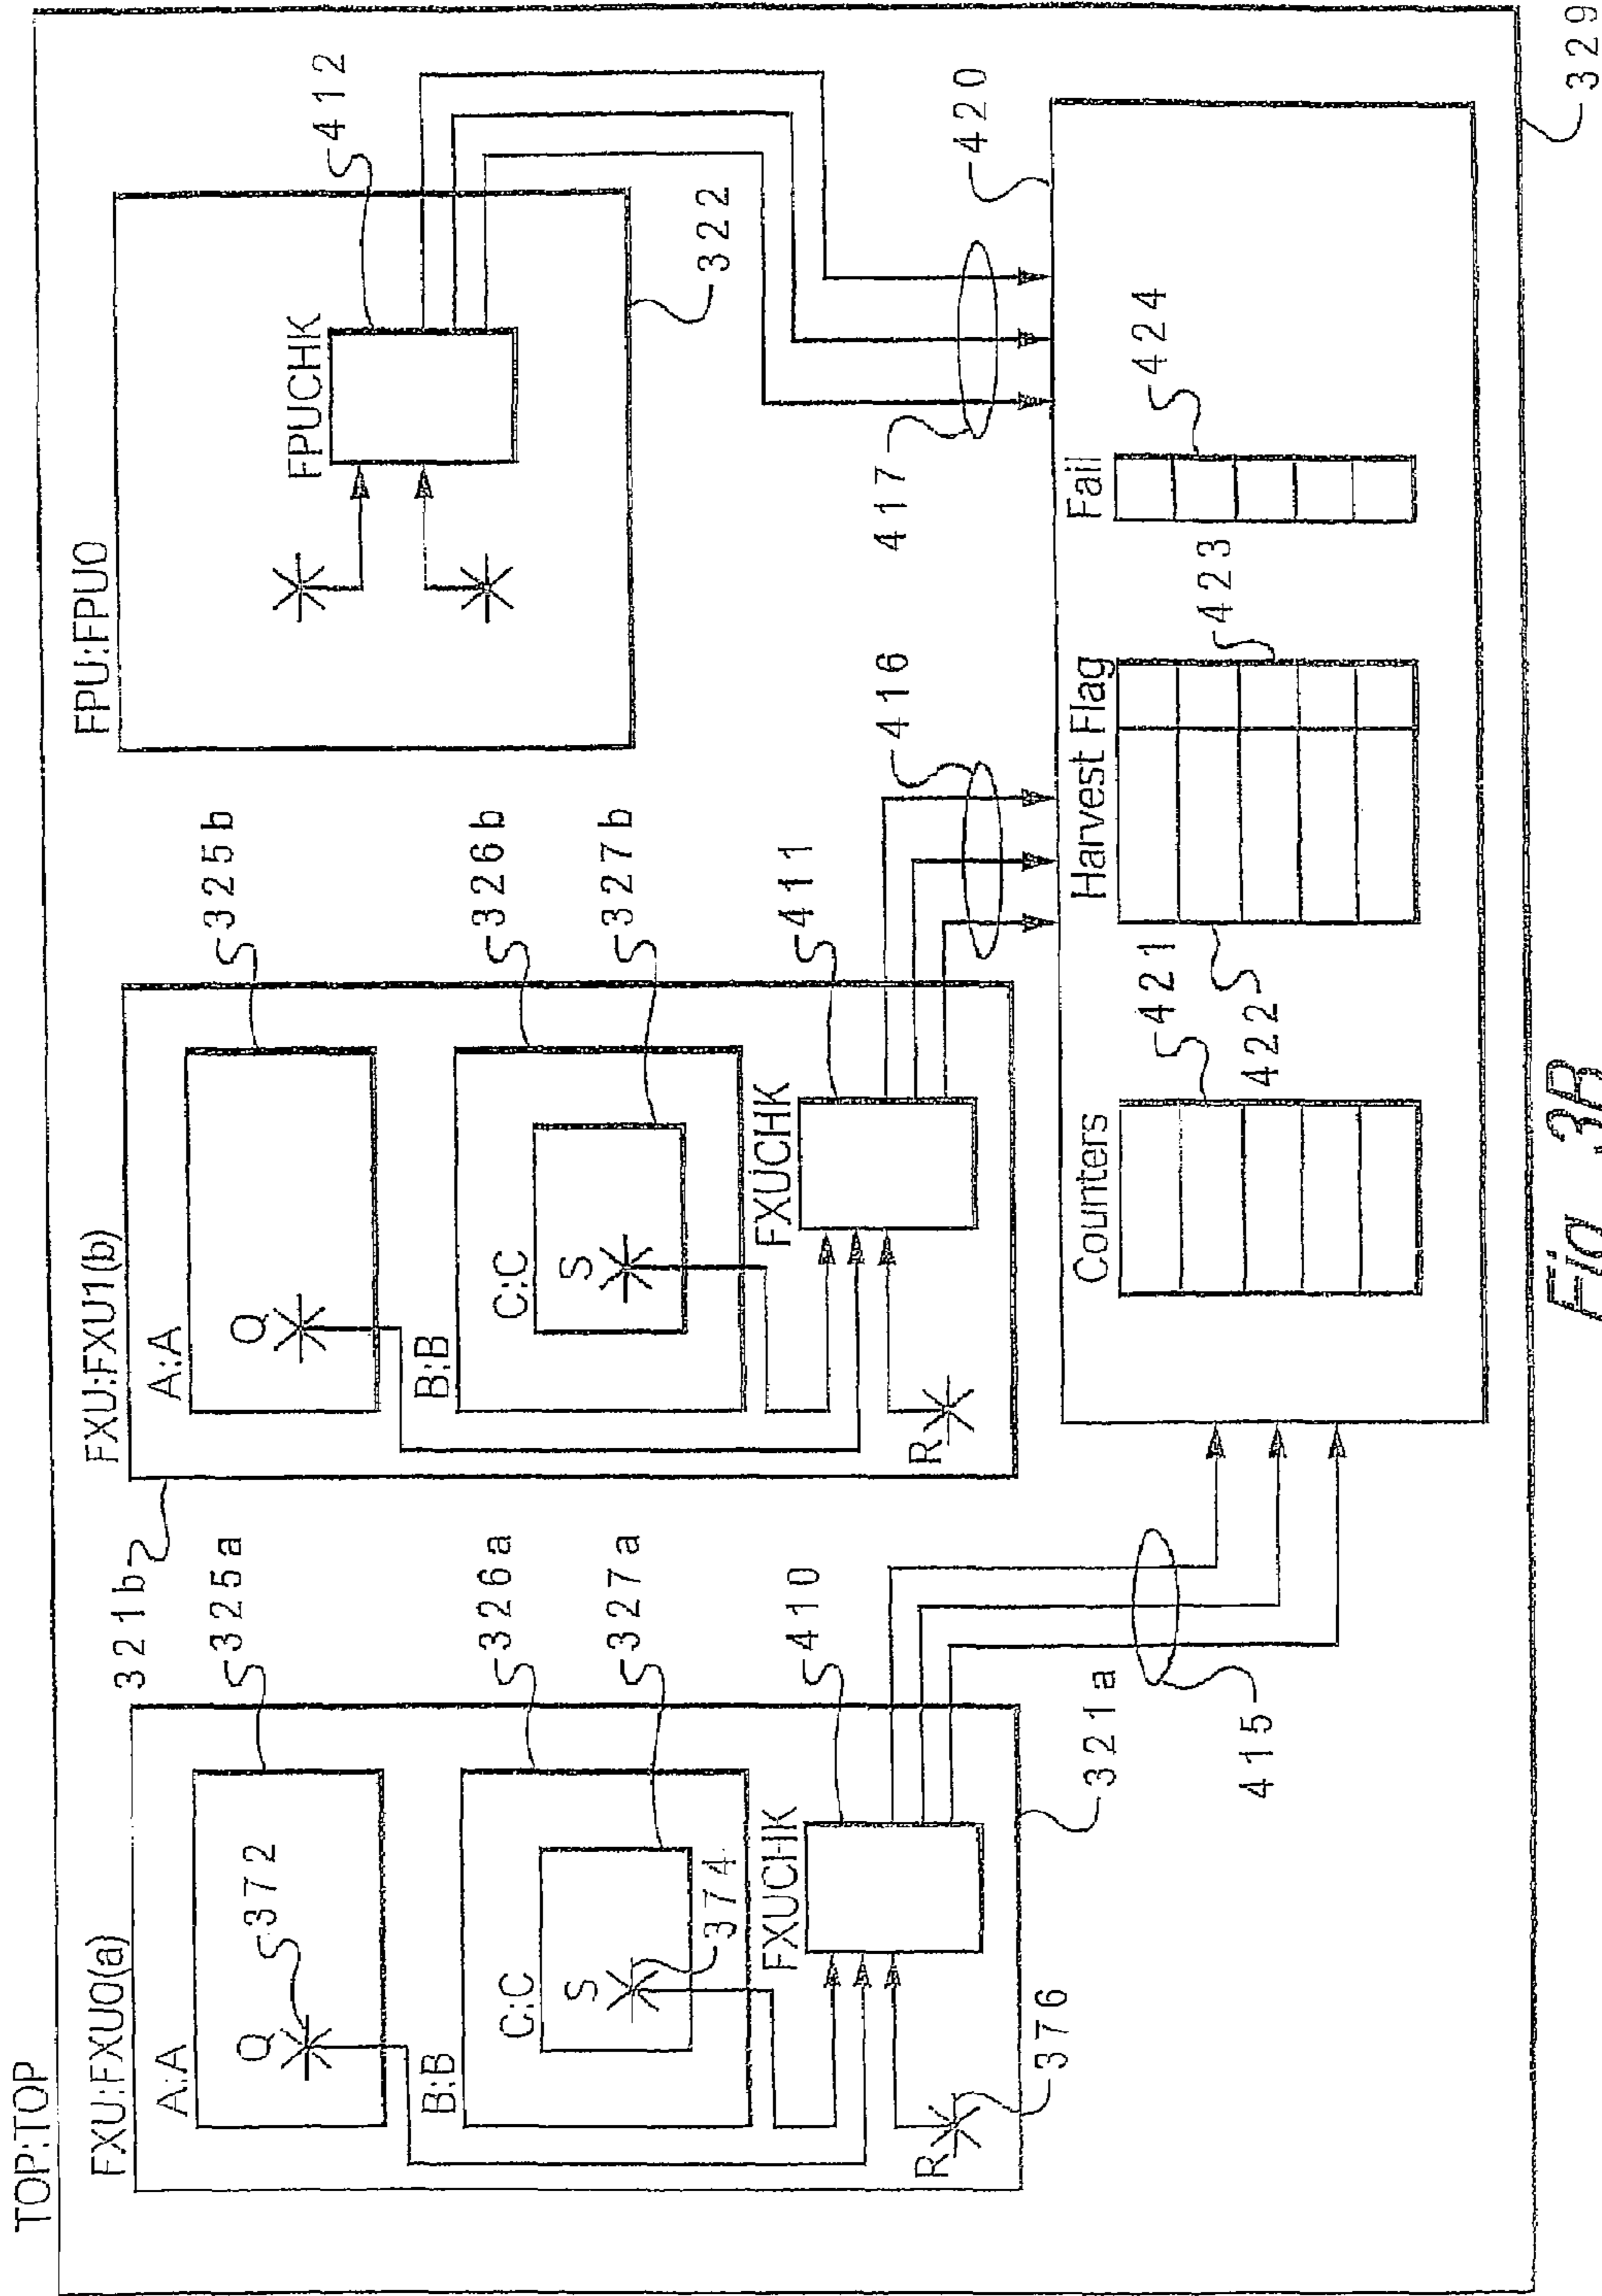 TOP:TOP
FXU:FXU0(a)
A:A
Q
372
325a
B:B
C:C
S
374
326a
327a
FXUCHK
410
R
376
321a
415
321b
FXU:FXU1(b)
A:A
Q
325b
B:B
C:C
S
326b
327b
FXUCHK
411
R
416
FPU:FPU0
FPUCHK
412
322
417
420
Counters
421
422
Harvest Flag
423
Fail
424
329
Fig. 3B